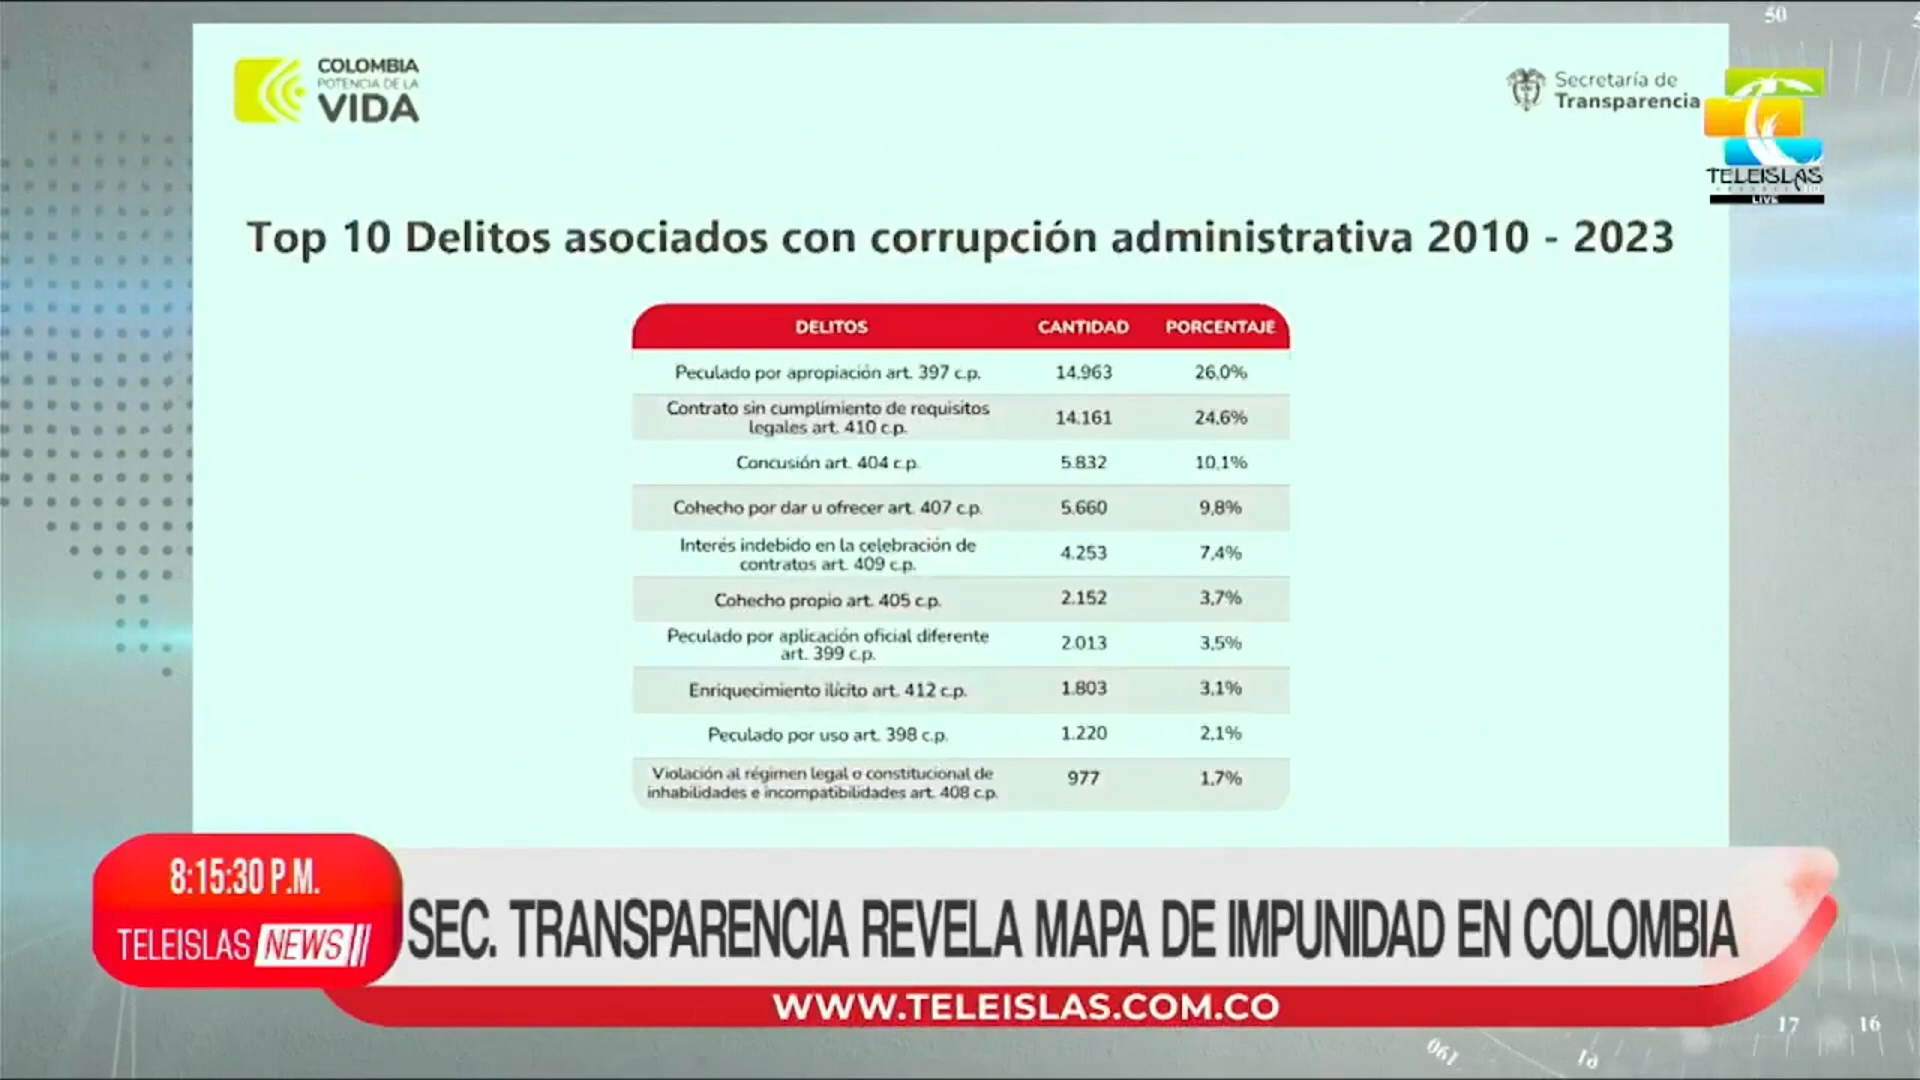 50
COLOMBIA
POTENCIA DE LA
VIDA
Secretaría de
Transparencia
TELEISLAS
LIVE
Top 10 Delitos asociados con corrupción administrativa 2010 - 2023
DELITOS CANTIDAD PORCENTAJE
Peculado por apropiación art. 397 c.p. 14.963 26,0%
Contrato sin cumplimiento de requisitos
legales art. 410 c.p. 14.161 24,6%
Concusión art. 404 c.p. 5.832 10,1%
Cohecho por dar u ofrecer art. 407 c.p. 5.660 9,8%
Interés indebido en la celebración de
contratos art. 409 c.p. 4.253 7,4%
Cohecho propio art. 405 c.p. 2.152 3,7%
Peculado por aplicación oficial diferente
art. 399 c.p. 2.013 3,5%
Enriquecimiento ilícito art. 412 c.p. 1.803 3,1%
Peculado por uso art. 398 c.p. 1.220 2,1%
Violación al régimen legal o constitucional de
inhabilidades e incompatibilidades art. 408 c.p. 977 1,7%
8:15:30 P.M.
TELEISLAS NEWS
SEC. TRANSPARENCIA REVELA MAPA DE IMPUNIDAD EN COLOMBIA
WWW.TELEISLAS.COM.CO
17 16